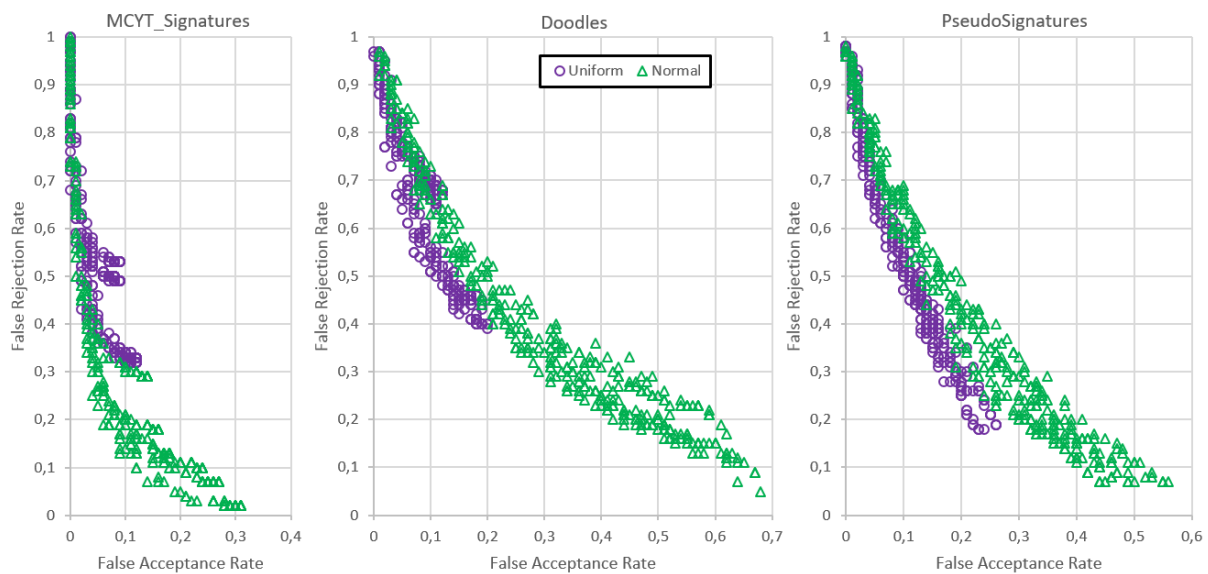 MCYT_Signatures
False Rejection Rate
1
0,9
0,8
0,7
0,6
0,5
0,4
0,3
0,2
0,1
0
0 0,1 0,2 0,3 0,4
False Acceptance Rate
Doodles
Uniform Normal
False Rejection Rate
1
0,9
0,8
0,7
0,6
0,5
0,4
0,3
0,2
0,1
0
0 0,1 0,2 0,3 0,4 0,5 0,6 0,7
False Acceptance Rate
PseudoSignatures
False Rejection Rate
1
0,9
0,8
0,7
0,6
0,5
0,4
0,3
0,2
0,1
0
0 0,1 0,2 0,3 0,4 0,5 0,6
False Acceptance Rate